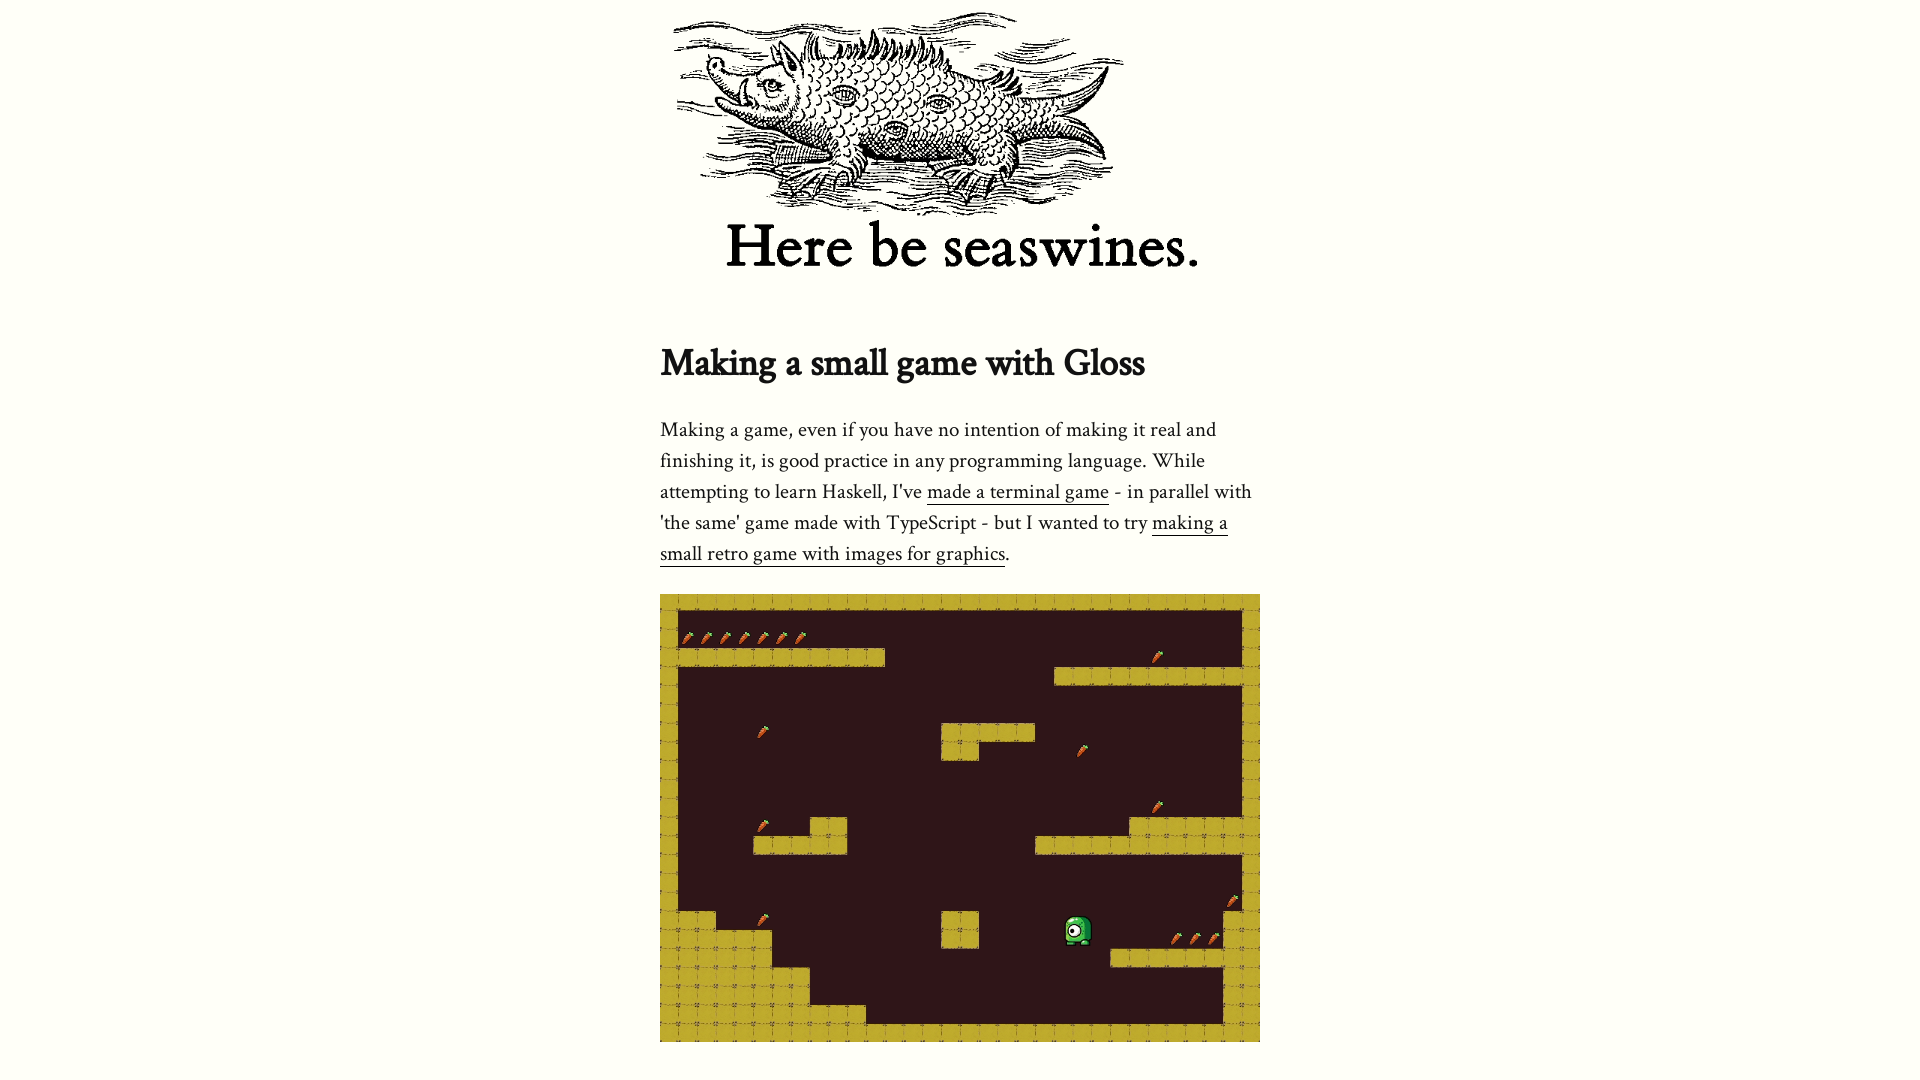 Here be seaswines.
Making a small game with Gloss
Making a game, even if you have no intention of making it real and
finishing it, is good practice in any programming language. While
attempting to learn Haskell, I've made a terminal game - in parallel with
'the same' game made with TypeScript - but I wanted to try making a
small retro game with images for graphics.